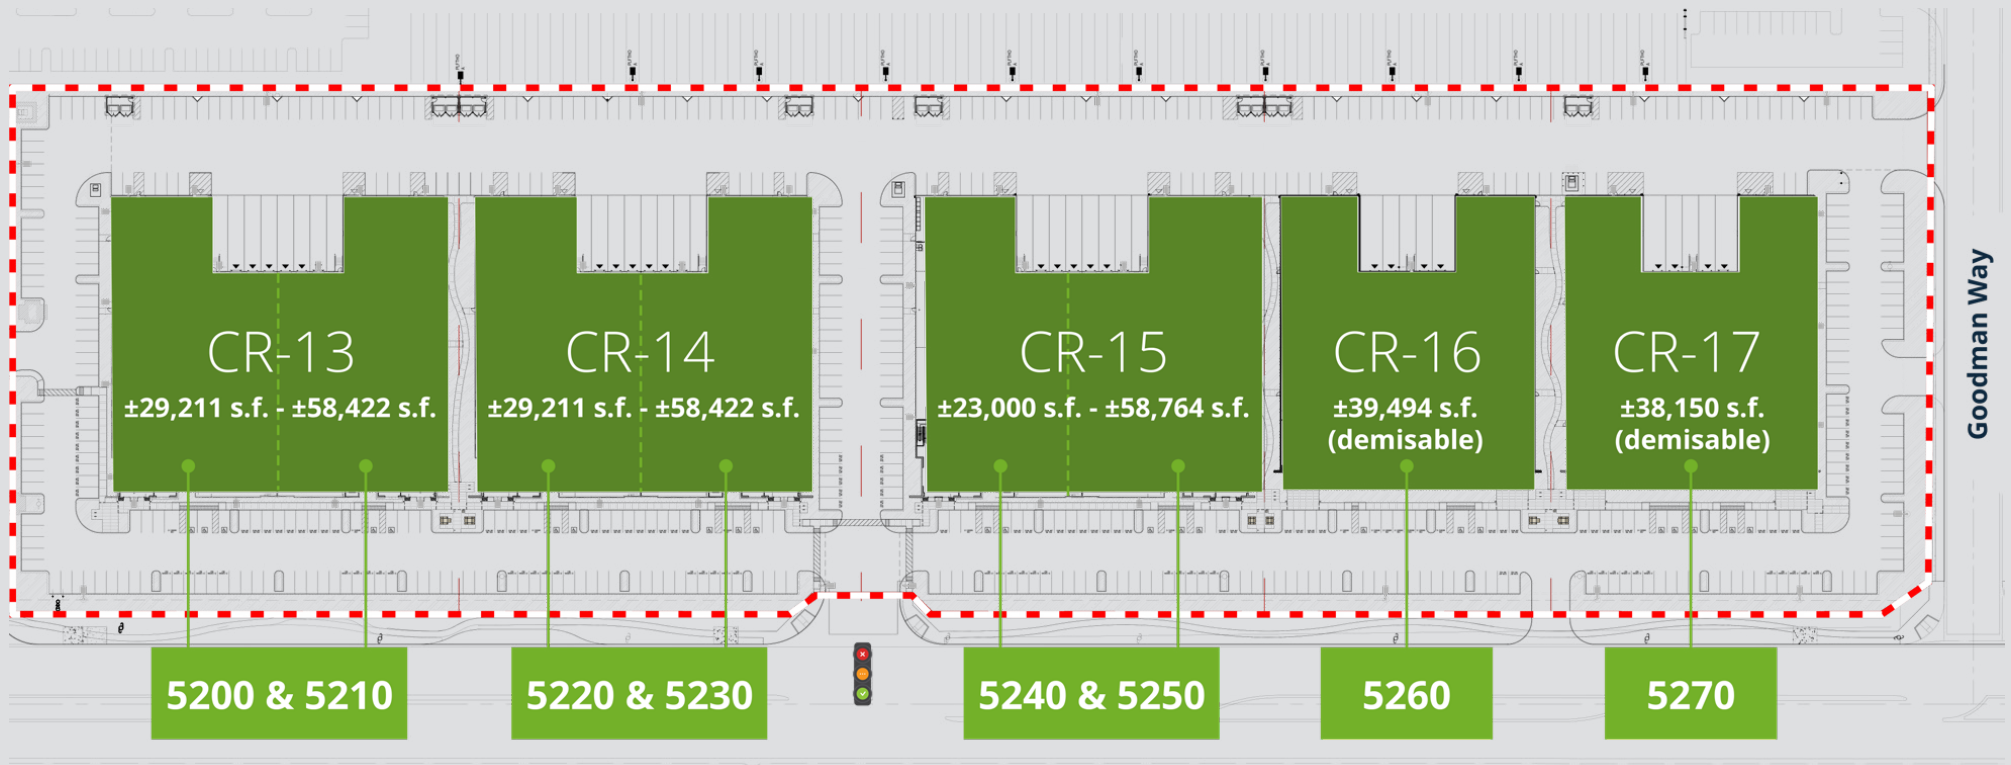 CR-13
±29,211 s.f. - ±58,422 s.f.
CR-14
±29,211 s.f. - ±58,422 s.f.
CR-15
±23,000 s.f. - ±58,764 s.f.
CR-16
±39,494 s.f.
(demisable)
CR-17
±38,150 s.f.
(demisable)
Goodman Way
5200 & 5210
5220 & 5230
5240 & 5250
5260
5270